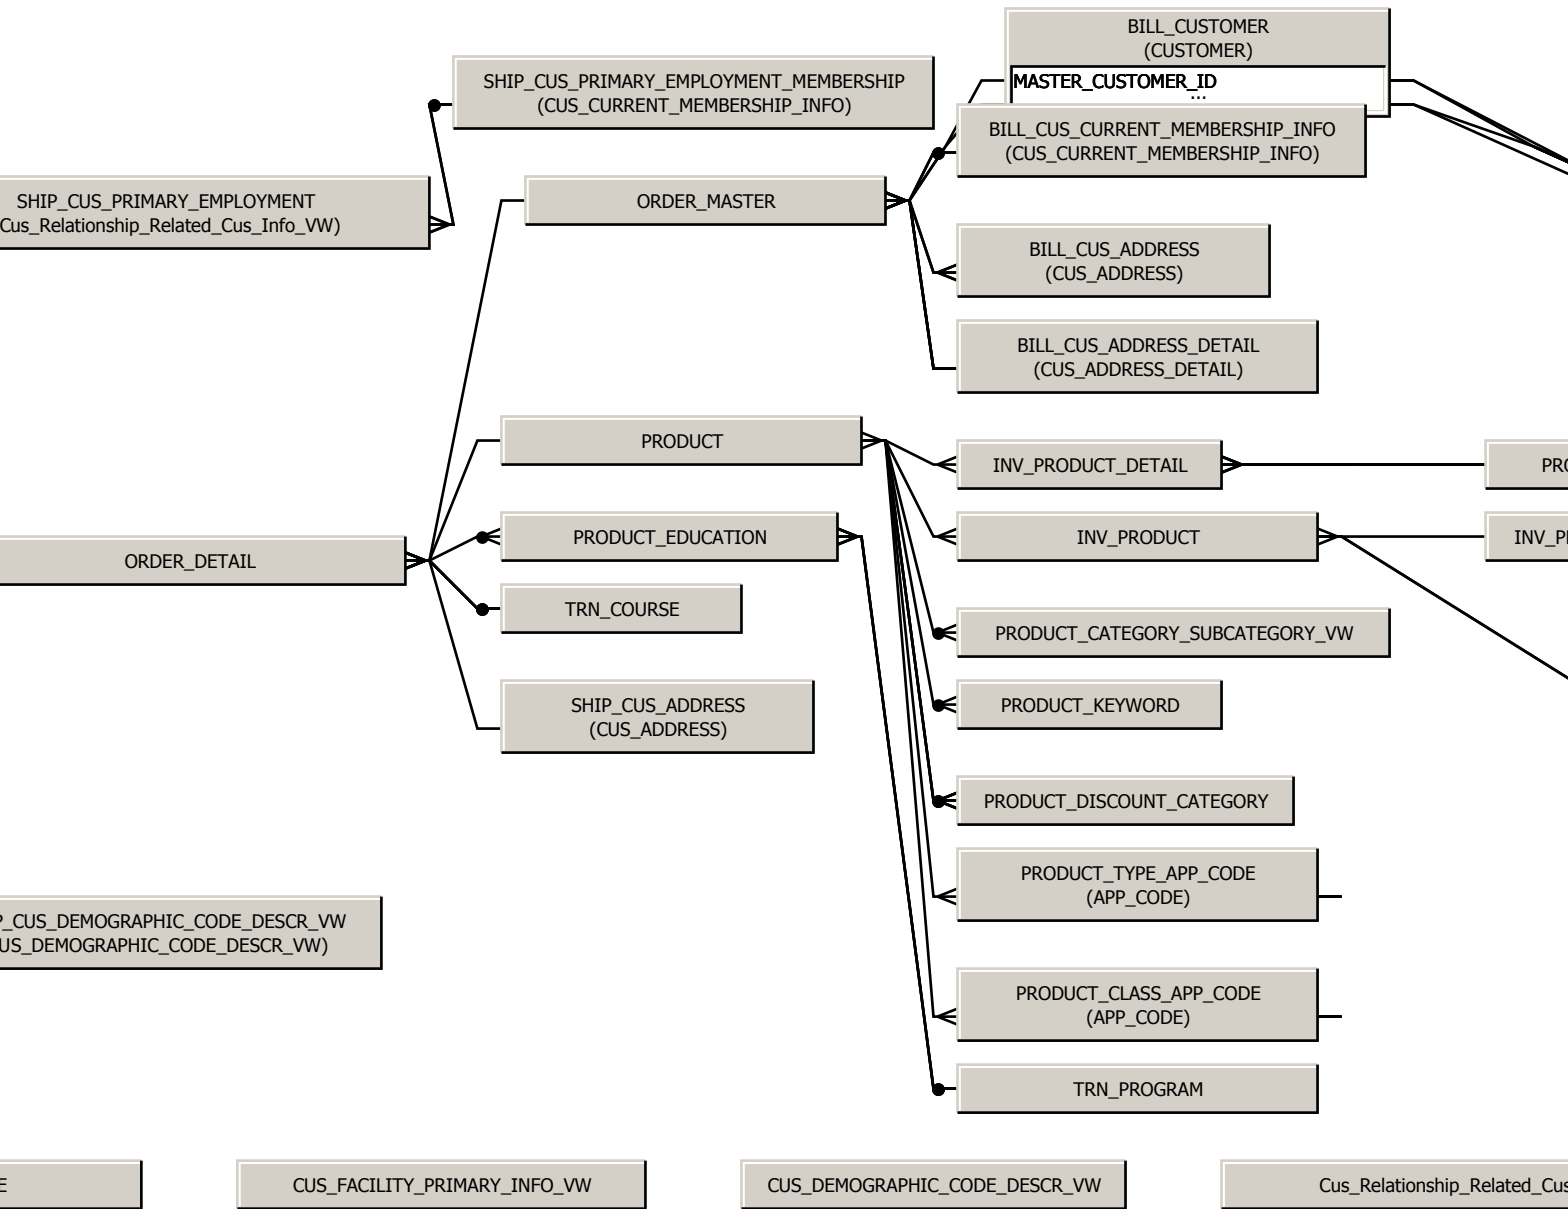 BILL_CUSTOMER
(CUSTOMER)
MASTER_CUSTOMER_ID
...
SHIP_CUS_PRIMARY_EMPLOYMENT_MEMBERSHIP
(CUS_CURRENT_MEMBERSHIP_INFO)
BILL_CUS_CURRENT_MEMBERSHIP_INFO
(CUS_CURRENT_MEMBERSHIP_INFO)
SHIP_CUS_PRIMARY_EMPLOYMENT
Cus_Relationship_Related_Cus_Info_VW)
ORDER_MASTER
BILL_CUS_ADDRESS
(CUS_ADDRESS)
BILL_CUS_ADDRESS_DETAIL
(CUS_ADDRESS_DETAIL)
PRODUCT
INV_PRODUCT_DETAIL
PRO
PRODUCT_EDUCATION
INV_PRODUCT
INV_P
ORDER_DETAIL
TRN_COURSE
PRODUCT_CATEGORY_SUBCATEGORY_VW
SHIP_CUS_ADDRESS
(CUS_ADDRESS)
PRODUCT_KEYWORD
PRODUCT_DISCOUNT_CATEGORY
PRODUCT_TYPE_APP_CODE
(APP_CODE)
P_CUS_DEMOGRAPHIC_CODE_DESCR_VW
US_DEMOGRAPHIC_CODE_DESCR_VW)
PRODUCT_CLASS_APP_CODE
(APP_CODE)
TRN_PROGRAM
E
CUS_FACILITY_PRIMARY_INFO_VW
CUS_DEMOGRAPHIC_CODE_DESCR_VW
Cus_Relationship_Related_Cus